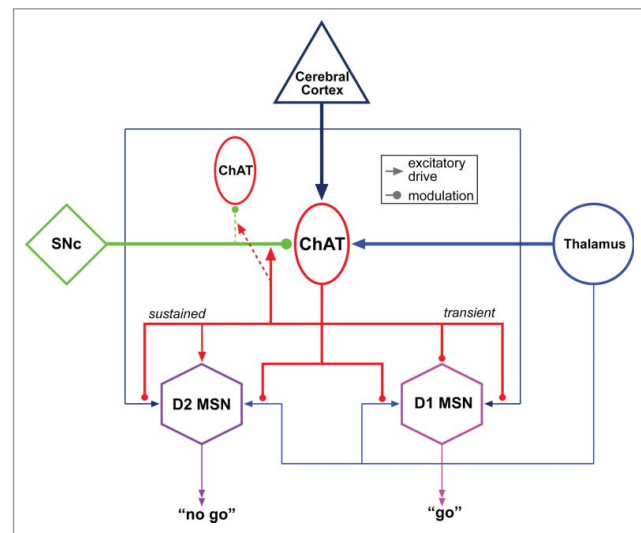 Cerebral
Cortex
ChAT
excitatory
drive
modulation
SNc
ChAT
Thalamus
sustained
transient
D2 MSN
D1 MSN
“no go”
“go”